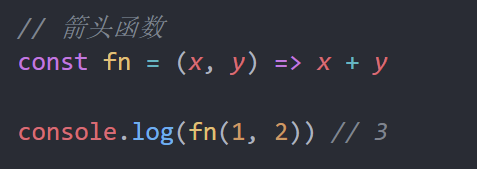 // 箭头函数
const fn = (x, y) => x + y
console.log(fn(1, 2)) // 3